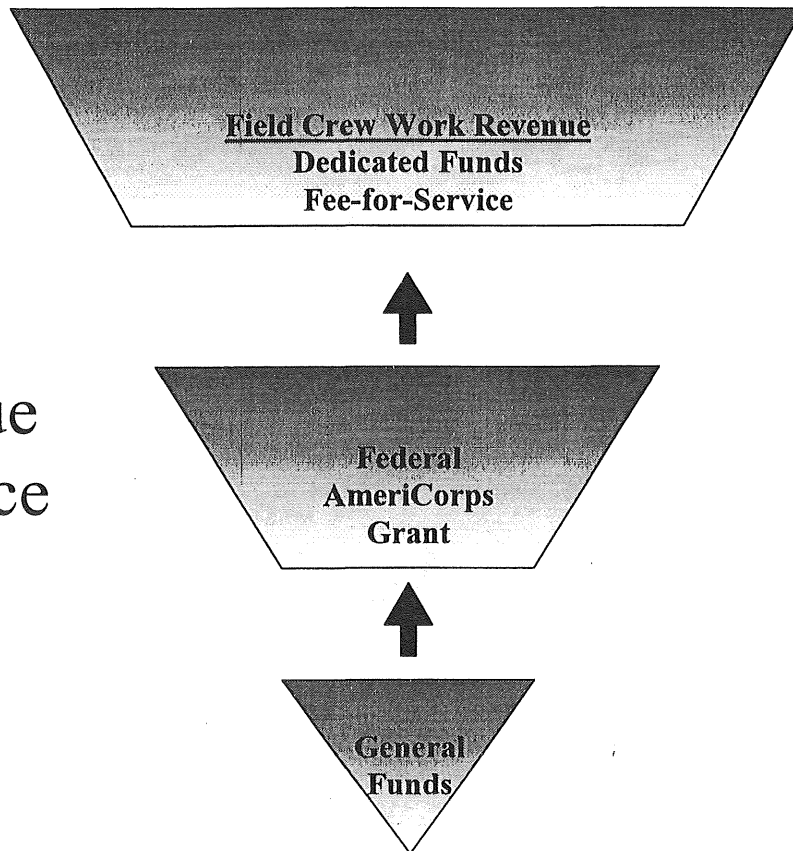 Field Crew Work Revenue
Dedicated Funds
Fee-for-Service
Federal
AmeriCorps
Grant
General
Funds